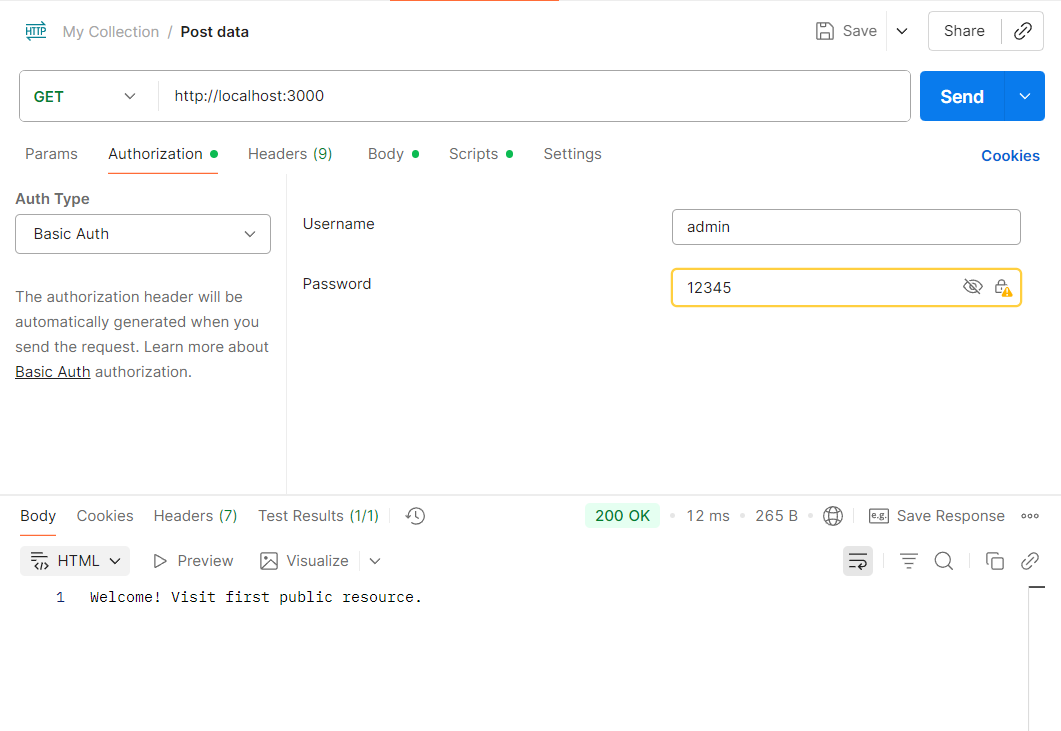 HTTP My Collection / Post data Save Share
GET http://localhost:3000 Send
Params Authorization Headers (9) Body Scripts Settings Cookies
Auth Type
Basic Auth
The authorization header will be
automatically generated when you
send the request. Learn more about
Basic Auth authorization.
Username admin
Password 12345
Body Cookies Headers (7) Test Results (1/1) 200 OK 12 ms 265 B e.g. Save Response
HTML Preview Visualize
1 Welcome! Visit first public resource.